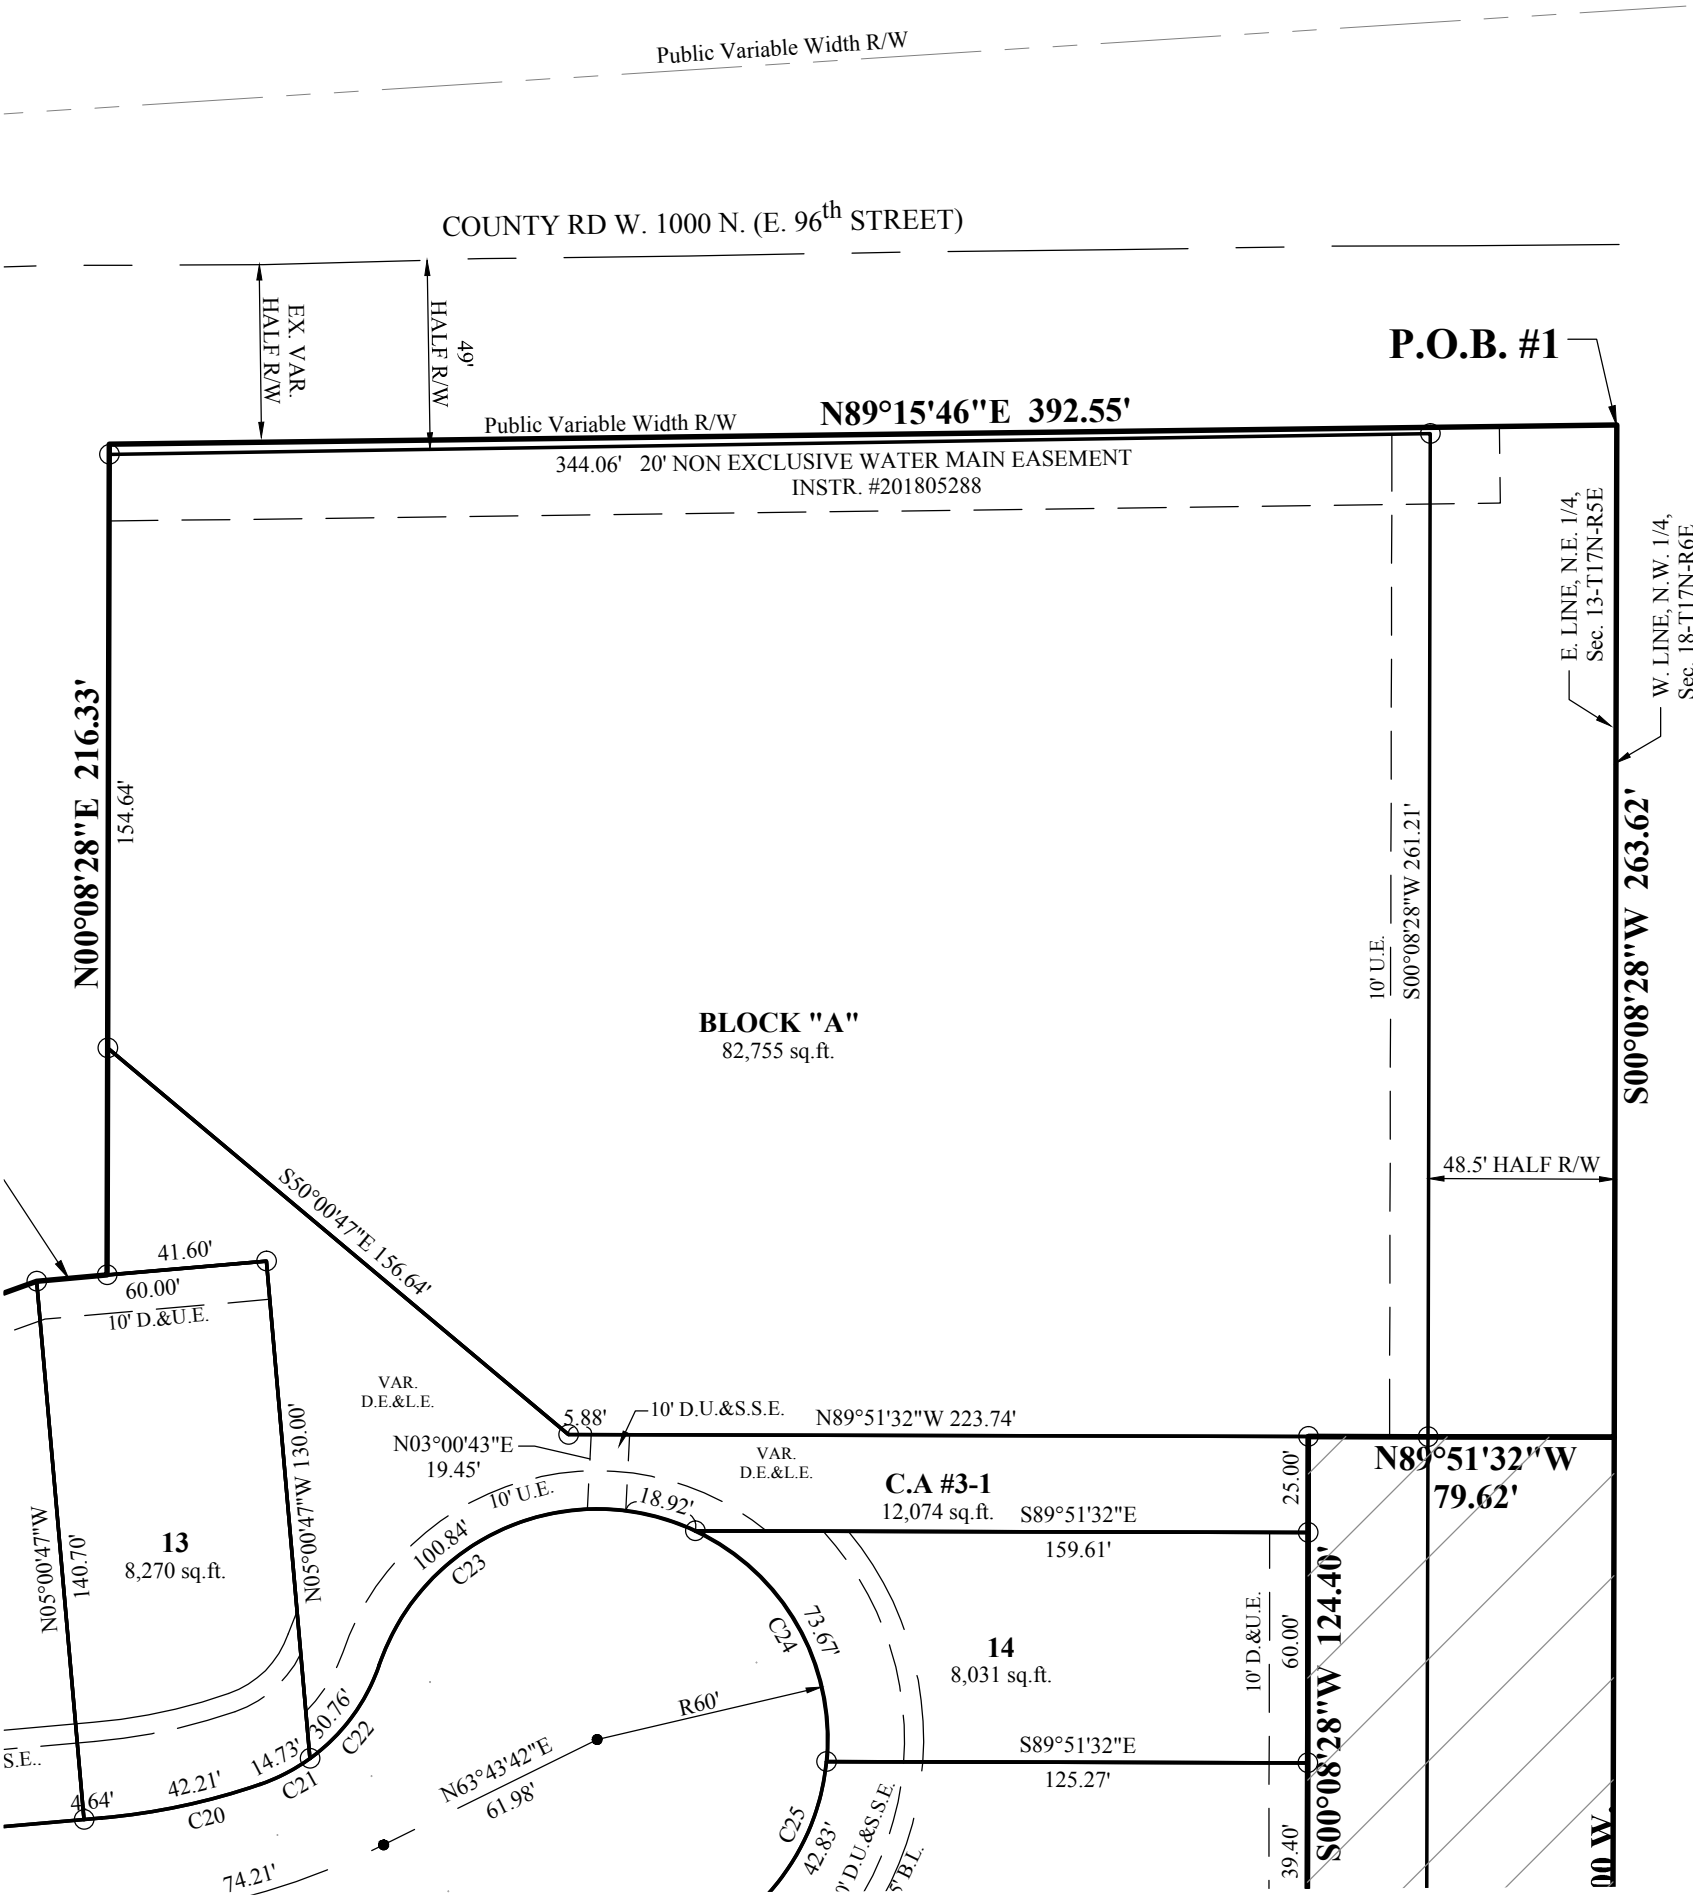 Public Variable Width R/W
COUNTY RD W. 1000 N. (E. 96th STREET)
EX. VAR.
HALF R/W
49'
HALF R/W
P.O.B. #1
Public Variable Width R/W
N89°15'46"E 392.55'
344.06' 20' NON EXCLUSIVE WATER MAIN EASEMENT
INSTR. #201805288
E. LINE, N.E. 1/4,
Sec. 13-T17N-R5E
W. LINE, N.W. 1/4,
Sec. 18-T17N-R6E
N00°08'28"E 216.33'
154.64'
S00°08'28"W 261.21'
10' U.E.
S00°08'28"W 263.62'
BLOCK "A"
82,755 sq.ft.
48.5' HALF R/W
S50°00'47"E 156.64'
41.60'
60.00'
10' D.&U.E.
VAR.
D.E.&L.E.
5.88'
10' D.U.&S.S.E.
N89°51'32"W 223.74'
N03°00'43"E
19.45'
VAR.
D.E.&L.E.
10' U.E.
18.92'
C.A #3-1
12,074 sq.ft.
25.00'
N89°51'32"W
79.62'
S89°51'32"E
159.61'
N05°00'47"W
140.70'
13
8,270 sq.ft.
N05°00'47"W 130.00'
100.84'
C23
C24
73.67'
14
8,031 sq.ft.
10' D.&U.E.
60.00'
S00°08'28"W 124.40'
R60'
30.76'
C22
14.73'
C21
42.21'
C20
4.64'
S.E..
N63°43'42"E
61.98'
S89°51'32"E
125.27'
C25
42.83'
0' D.U.&S.S.E.
5' B.L.
39.40'
00 W.
74.21'